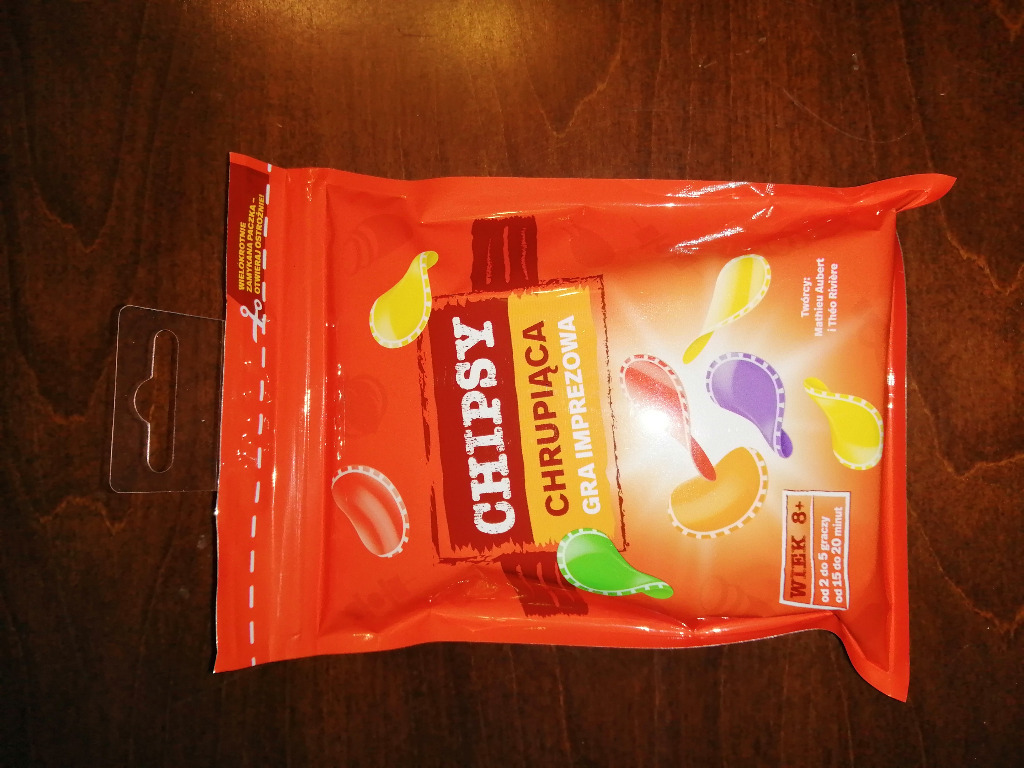 WIELOKROTNIE
ZAMYKANA PACZKA –
OTWIERAJ OSTROŻNIE!
CHIPSY
CHRUPIĄCA
GRA IMPREZOWA
Twórcy:
Mathieu Aubert
i Théo Rivière
WIEK 8+
od 2 do 5 graczy
od 15 do 20 minut